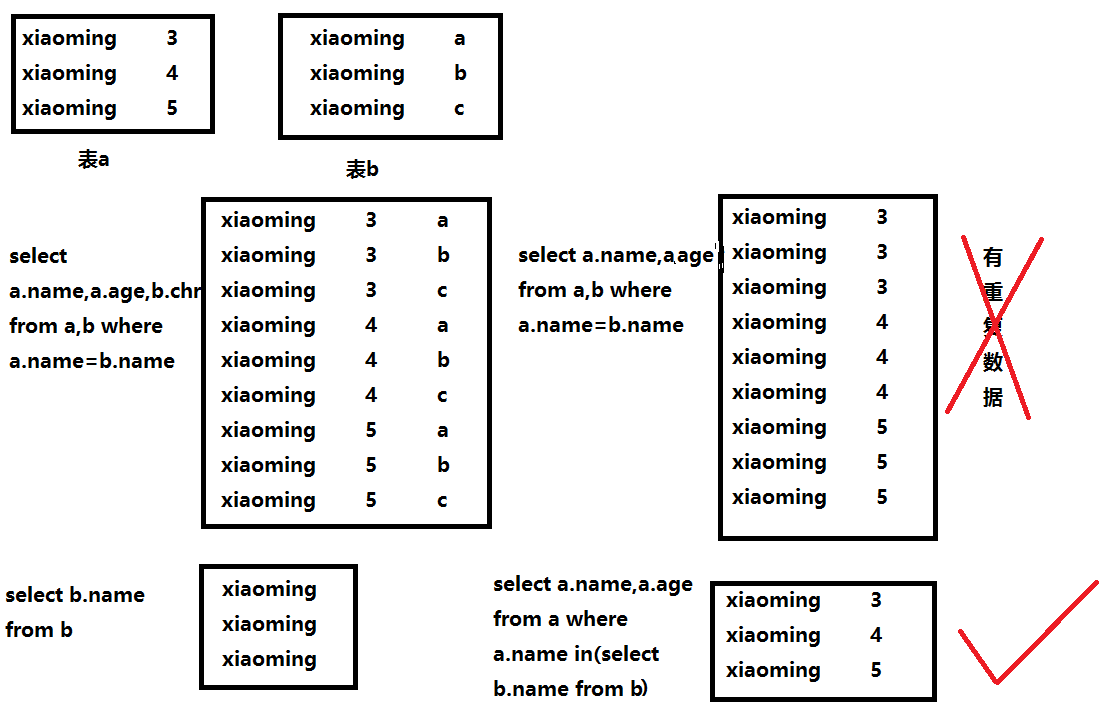 xiaoming 3
xiaoming 4
xiaoming 5
表a
xiaoming a
xiaoming b
xiaoming c
表b
select
a.name,a.age,b.chr
from a,b where
a.name=b.name
xiaoming 3 a
xiaoming 3 b
xiaoming 3 c
xiaoming 4 a
xiaoming 4 b
xiaoming 4 c
xiaoming 5 a
xiaoming 5 b
xiaoming 5 c
select a.name,a.age
from a,b where
a.name=b.name
xiaoming 3
xiaoming 3
xiaoming 3
xiaoming 4
xiaoming 4
xiaoming 4
xiaoming 5
xiaoming 5
xiaoming 5
有
重
复
数
据
select b.name
from b
xiaoming
xiaoming
xiaoming
select a.name,a.age
from a where
a.name in(select
b.name from b)
xiaoming 3
xiaoming 4
xiaoming 5